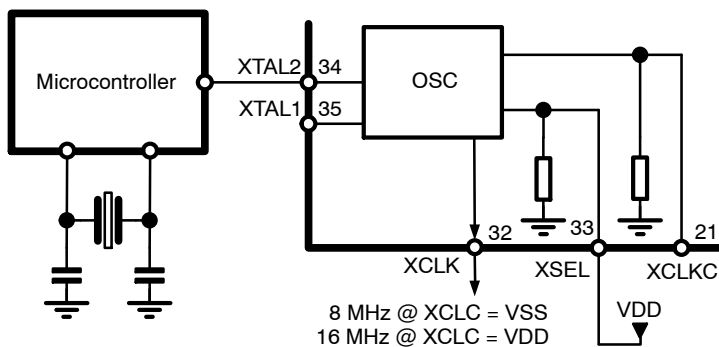 Microcontroller
XTAL2
34
OSC
XTAL1
35
32
33
21
XCLK
XSEL
XCLKC
8 MHz @ XCLC = VSS
16 MHz @ XCLC = VDD
VDD